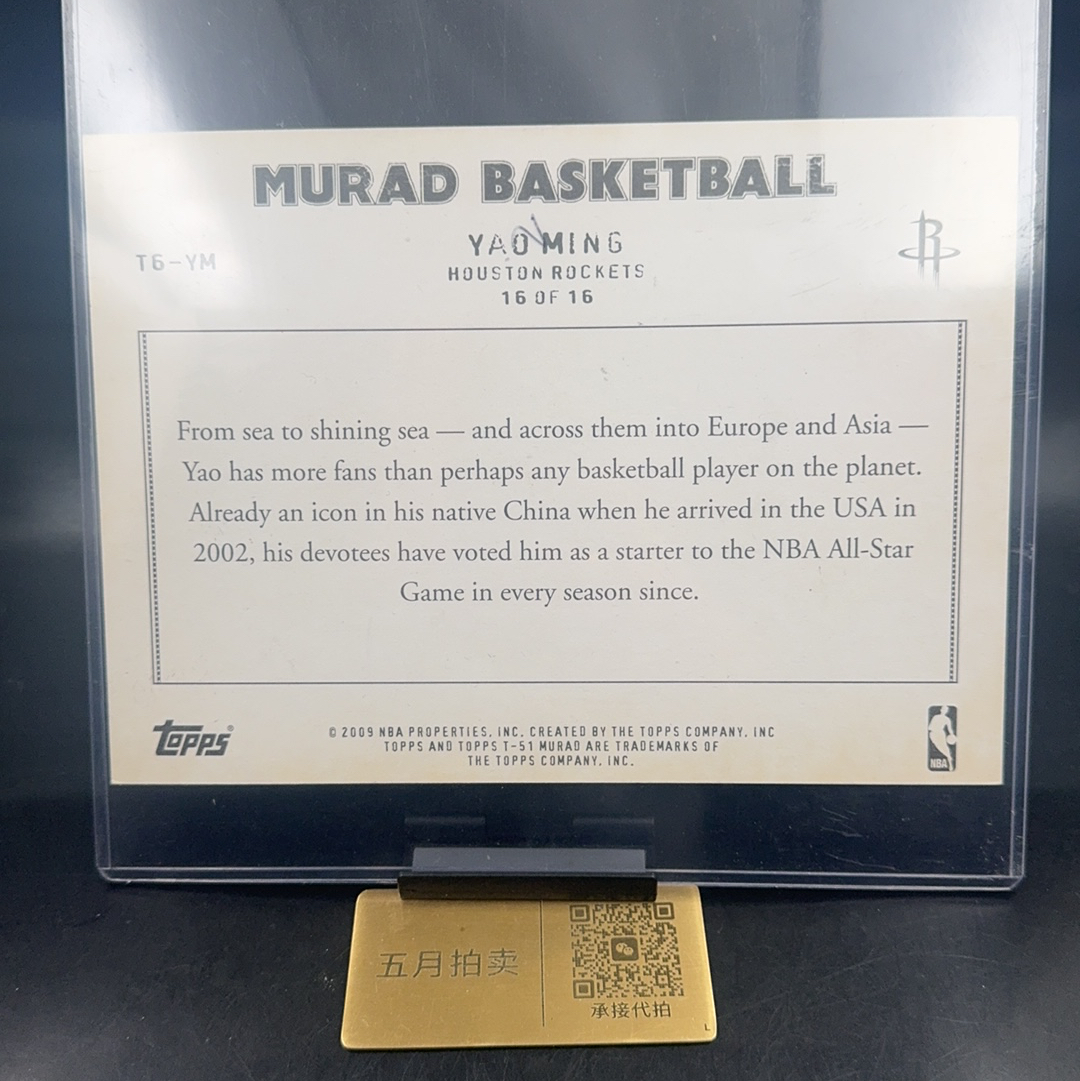 MURAD BASKETBALL
YAO MING
T6-YM
HOUSTON ROCKETS
16 OF 16
From sea to shining sea — and across them into Europe and Asia —
Yao has more fans than perhaps any basketball player on the planet.
Already an icon in his native China when he arrived in the USA in
2002, his devotees have voted him as a starter to the NBA All-Star
Game in every season since.
Topps®
© 2009 NBA PROPERTIES, INC. CREATED BY THE TOPPS COMPANY, INC
TOPPS AND TOPPS T-51 MURAD ARE TRADEMARKS OF
THE TOPPS COMPANY, INC.
NBA
五月拍卖
承接代拍
L